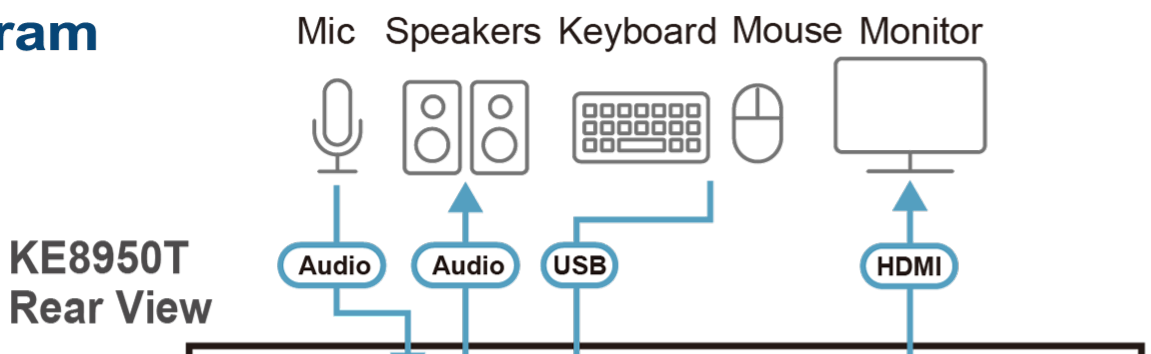 ram
Mic Speakers Keyboard Mouse Monitor
KE8950T
Rear View
Audio Audio USB HDMI